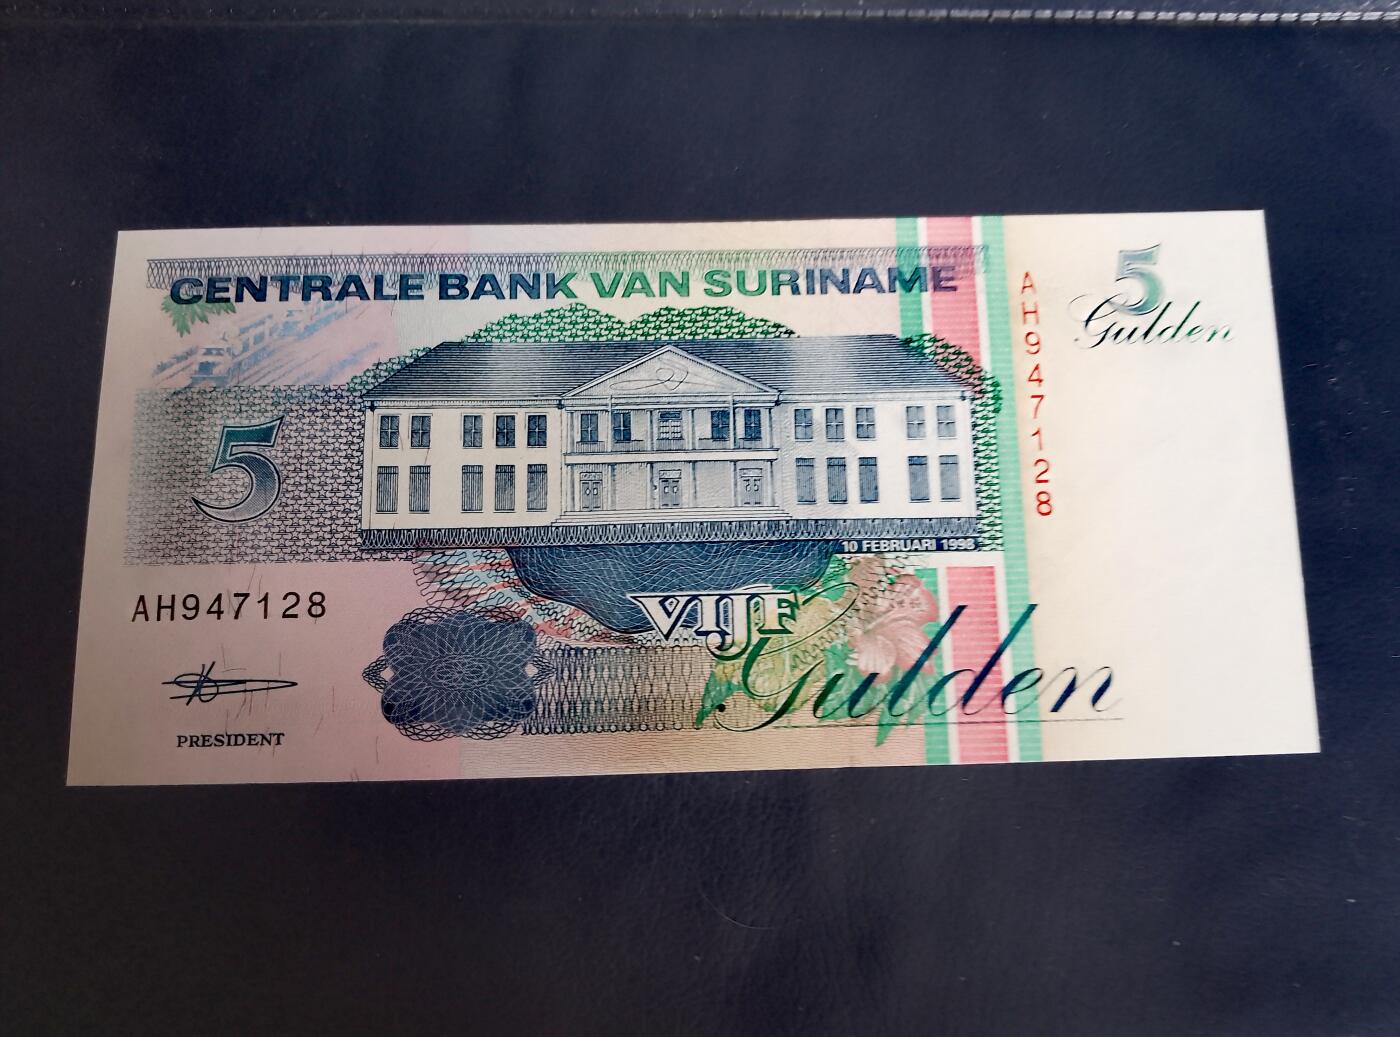 CENTRALE BANK VAN SURINAME
5
Gulden
AH947128
5
10 FEBRUARI 1998
AH947128
VIJF
Gulden
PRESIDENT